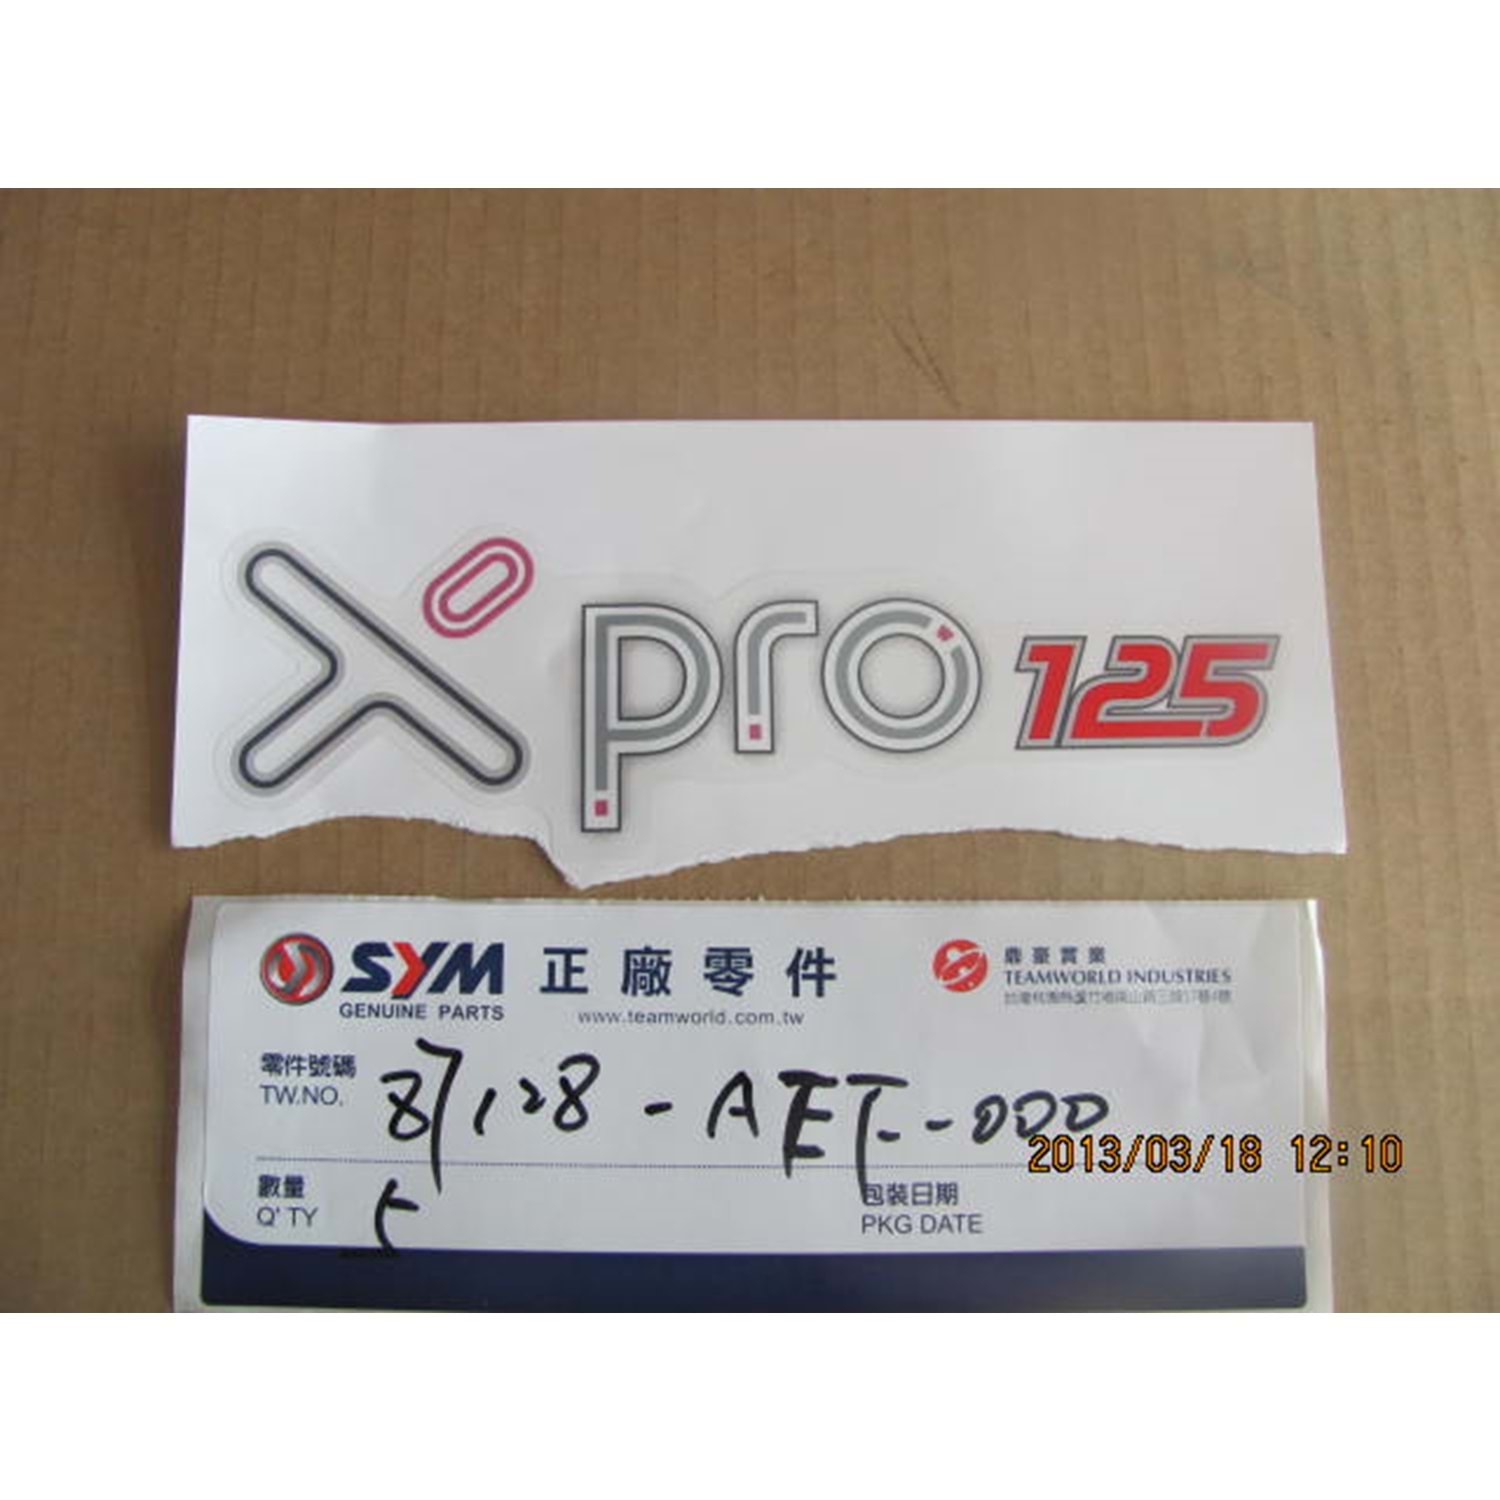 X pro 125
SYM 正廠零件
GENUINE PARTS
www.teamworld.com.tw
鼎豪實業
TEAMWORLD INDUSTRIES
零件號碼
TW.NO.
87128-AET-000
2013/03/18 12:10
數量
Q'TY
5
包裝日期
PKG DATE